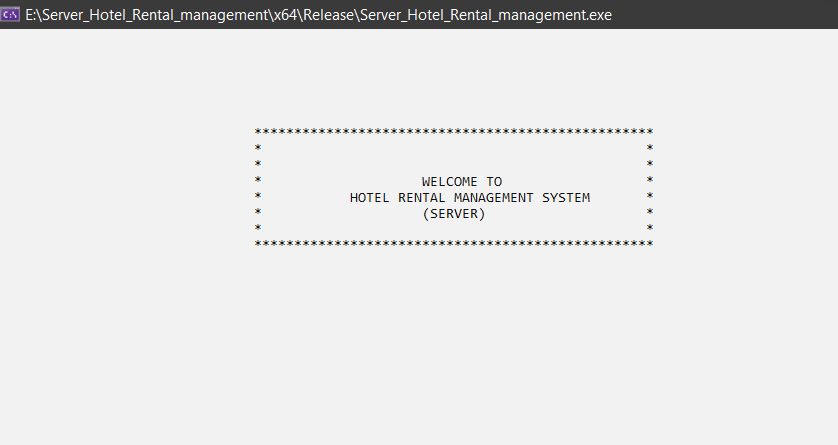 E:\Server_Hotel_Rental_management\x64\Release\Server_Hotel_Rental_management.exe
**************************************************
* *
* *
* WELCOME TO *
* HOTEL RENTAL MANAGEMENT SYSTEM *
* (SERVER) *
* *
**************************************************